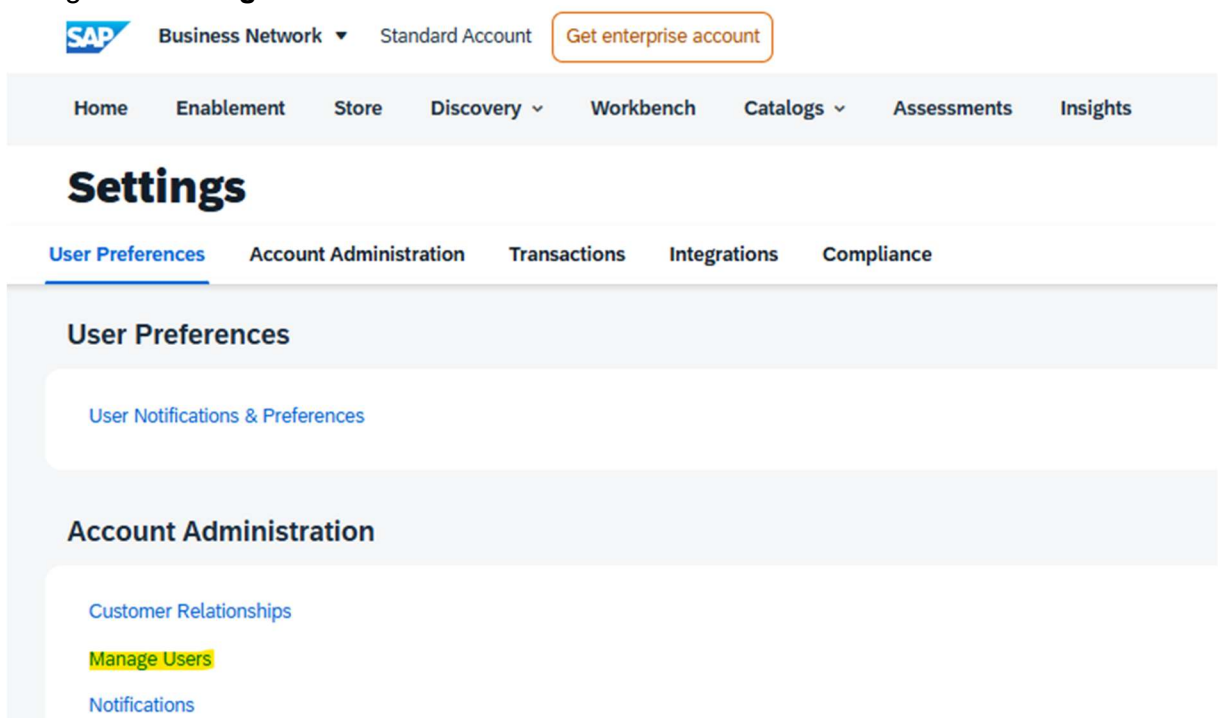 SAP Business Network Standard Account Get enterprise account
Home Enablement Store Discovery Workbench Catalogs Assessments Insights
Settings
User Preferences Account Administration Transactions Integrations Compliance
User Preferences
User Notifications & Preferences
Account Administration
Customer Relationships
Manage Users
Notifications